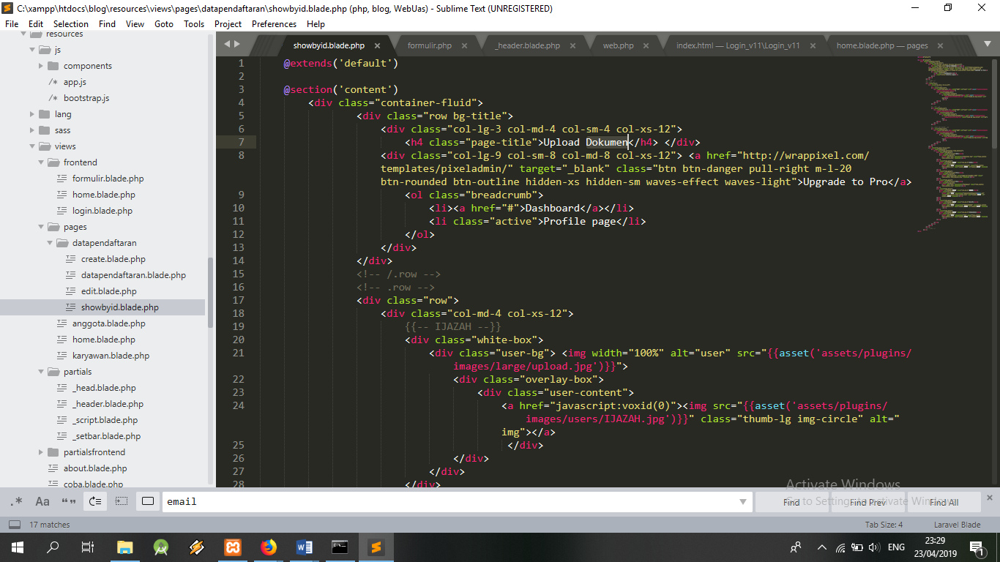 C:\xampp\htdocs\blog\resources\views\pages\datapendaftaran\showbyid.blade.php (php, blog, WebUas) - Sublime Text (UNREGISTERED)
File Edit Selection Find View Goto Tools Project Preferences Help
resources
js
components
/* app.js
/* bootstrap.js
lang
sass
views
frontend
formulir.blade.php
home.blade.php
login.blade.php
pages
datapendaftaran
create.blade.php
datapendaftaran.blade.php
edit.blade.php
showbyid.blade.php
anggota.blade.php
home.blade.php
karyawan.blade.php
partials
_head.blade.php
_header.blade.php
_script.blade.php
_setbar.blade.php
partialsfrontend
about.blade.php
coba.blade.php
showbyid.blade.php formulir.php _header.blade.php web.php index.html — Login_v11\Login_v11 home.blade.php — pages
1 @extends('default')
2
3 @section('content')
4 <div class="container-fluid">
5 <div class="row bg-title">
6 <div class="col-lg-3 col-md-4 col-sm-4 col-xs-12">
7 <h4 class="page-title">Upload Dokumen</h4> </div>
8 <div class="col-lg-9 col-sm-8 col-md-8 col-xs-12"> <a href="http://wrappixel.com/
templates/pixeladmin/" target="_blank" class="btn btn-danger pull-right m-l-20
btn-rounded btn-outline hidden-xs hidden-sm waves-effect waves-light">Upgrade to Pro</a>
9 <ol class="breadcrumb">
10 <li><a href="#">Dashboard</a></li>
11 <li class="active">Profile page</li>
12 </ol>
13 </div>
14 </div>
15 <!-- /.row -->
16 <!-- .row -->
17 <div class="row">
18 <div class="col-md-4 col-xs-12">
19 {{-- IJAZAH --}}
20 <div class="white-box">
21 <div class="user-bg"> <img width="100%" alt="user" src="{{asset('assets/plugins/
images/large/upload.jpg')}}">
22 <div class="overlay-box">
23 <div class="user-content">
24 <a href="javascript:voxid(0)"><img src="{{asset('assets/plugins/
images/users/IJAZAH.jpg')}}" class="thumb-lg img-circle" alt="
img"></a>
25 </div>
26 </div>
27 </div>
28 </div>
Activate Windows
Go to Settings to activate Windows.
.* Aa “” email Find Find Prev Find All
17 matches Tab Size: 4 Laravel Blade
ENG 23:29
23/04/2019 1